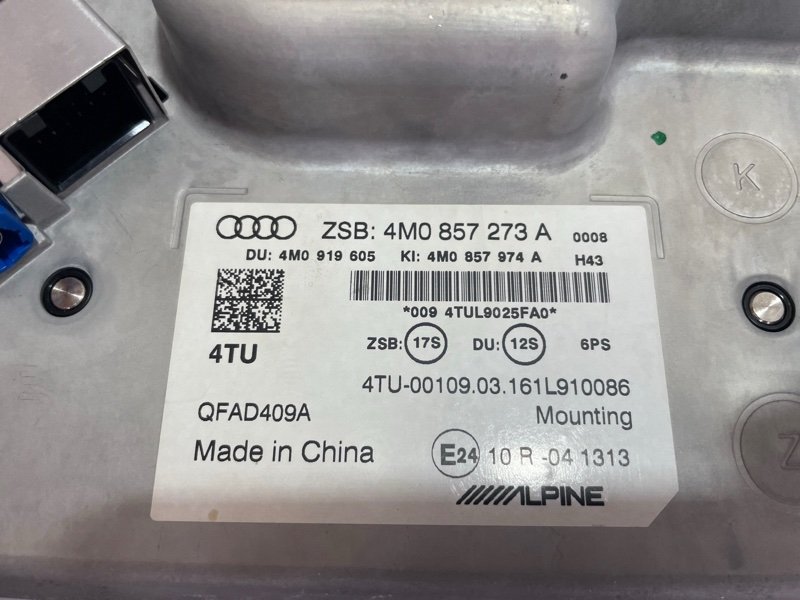 ZSB: 4M0 857 273 A 0008
DU: 4M0 919 605 KI: 4M0 857 974 A H43
*009 4TUL9025FA0*
4TU ZSB: 17S DU: 12S 6PS
4TU-00109.03.161L910086
QFAD409A Mounting
Made in China E24 10 R -04 1313
ALPINE
K
Z